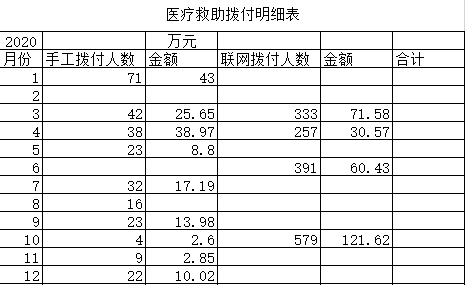 医疗救助拨付明细表
2020 万元
月份 手工拨付人数 金额 联网拨付人数 金额 合计
1 71 43
2
3 42 25.65 333 71.58
4 38 38.97 257 30.57
5 23 8.8
6 391 60.43
7 32 17.19
8 16
9 23 13.98
10 4 2.6 579 121.62
11 9 2.85
12 22 10.02